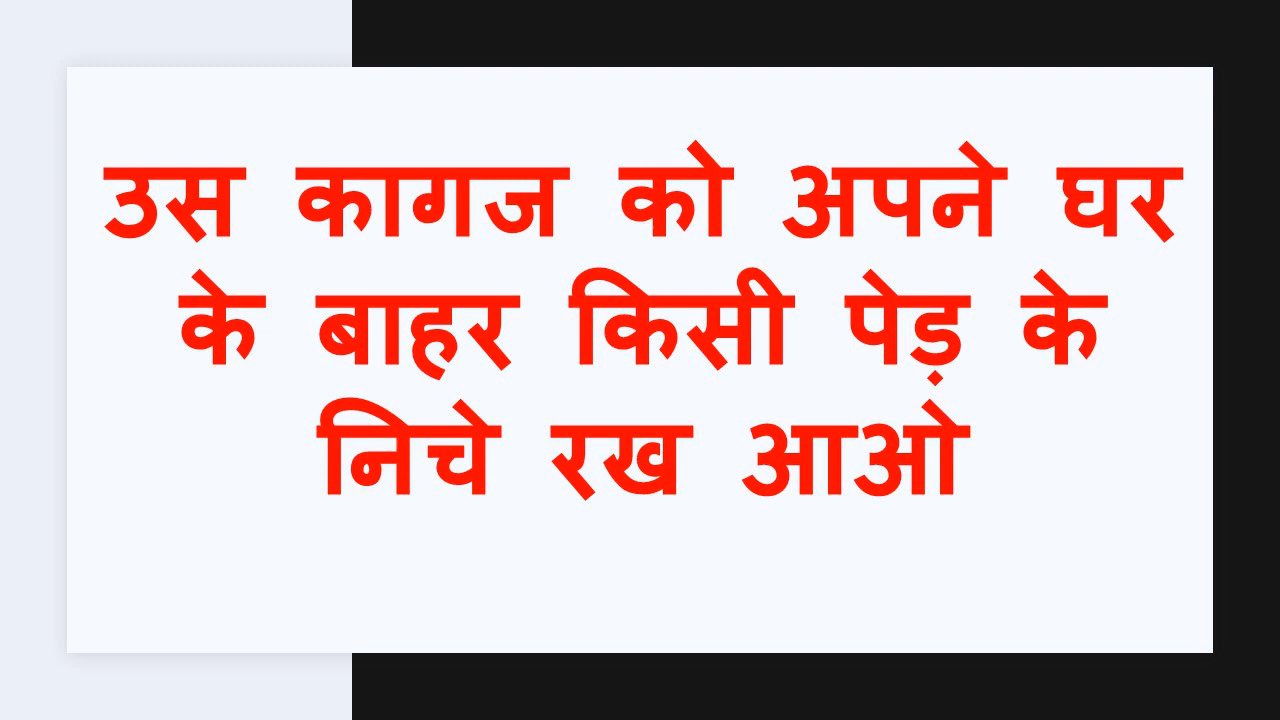 उस कागज को अपने घर
के बाहर किसी पेड़ के
निचे रख आओ